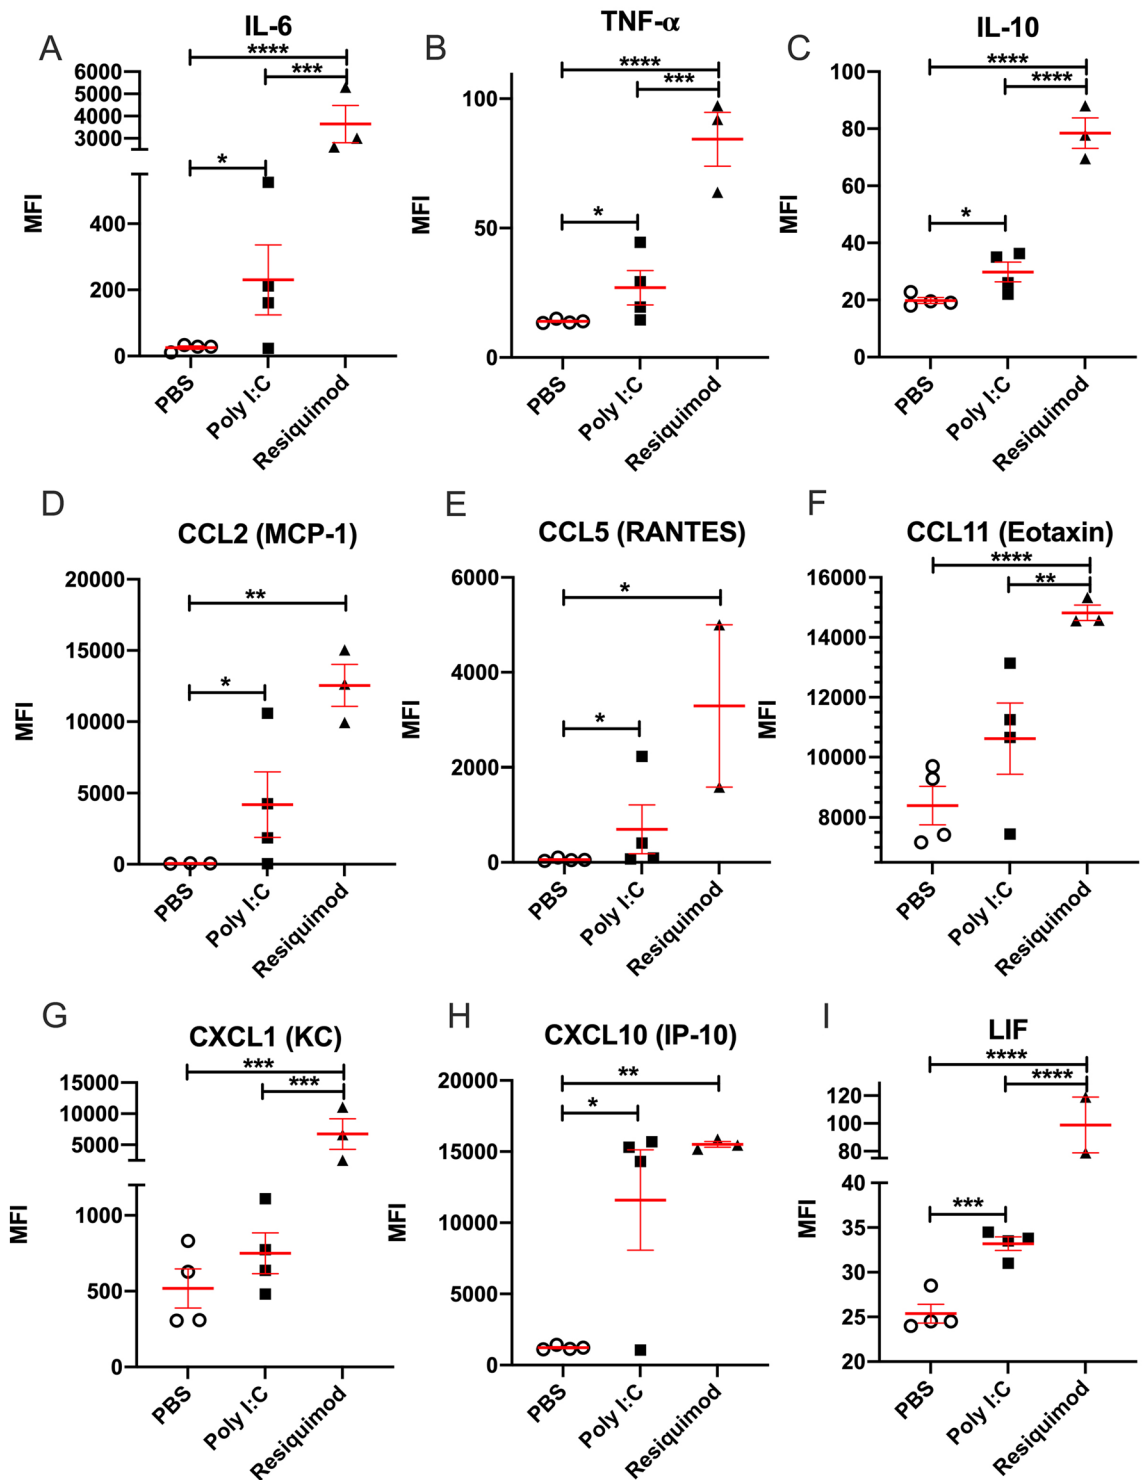 A
IL-6
****
***
*
6000
5000
4000
3000
400
200
0
MFI
PBS
Poly I:C
Resiquimod
B
TNF-α
****
***
*
100
50
0
MFI
PBS
Poly I:C
Resiquimod
C
IL-10
****
****
*
100
80
60
40
20
0
MFI
PBS
Poly I:C
Resiquimod
D
CCL2 (MCP-1)
**
*
20000
15000
10000
5000
0
MFI
PBS
Poly I:C
Resiquimod
E
CCL5 (RANTES)
*
*
6000
4000
2000
0
MFI
PBS
Poly I:C
Resiquimod
F
CCL11 (Eotaxin)
****
**
16000
14000
12000
10000
8000
MFI
PBS
Poly I:C
Resiquimod
G
CXCL1 (KC)
***
***
15000
10000
5000
1000
500
0
MFI
PBS
Poly I:C
Resiquimod
H
CXCL10 (IP-10)
**
*
20000
15000
10000
5000
0
MFI
PBS
Poly I:C
Resiquimod
I
LIF
****
****
***
120
100
80
40
35
30
25
20
MFI
PBS
Poly I:C
Resiquimod